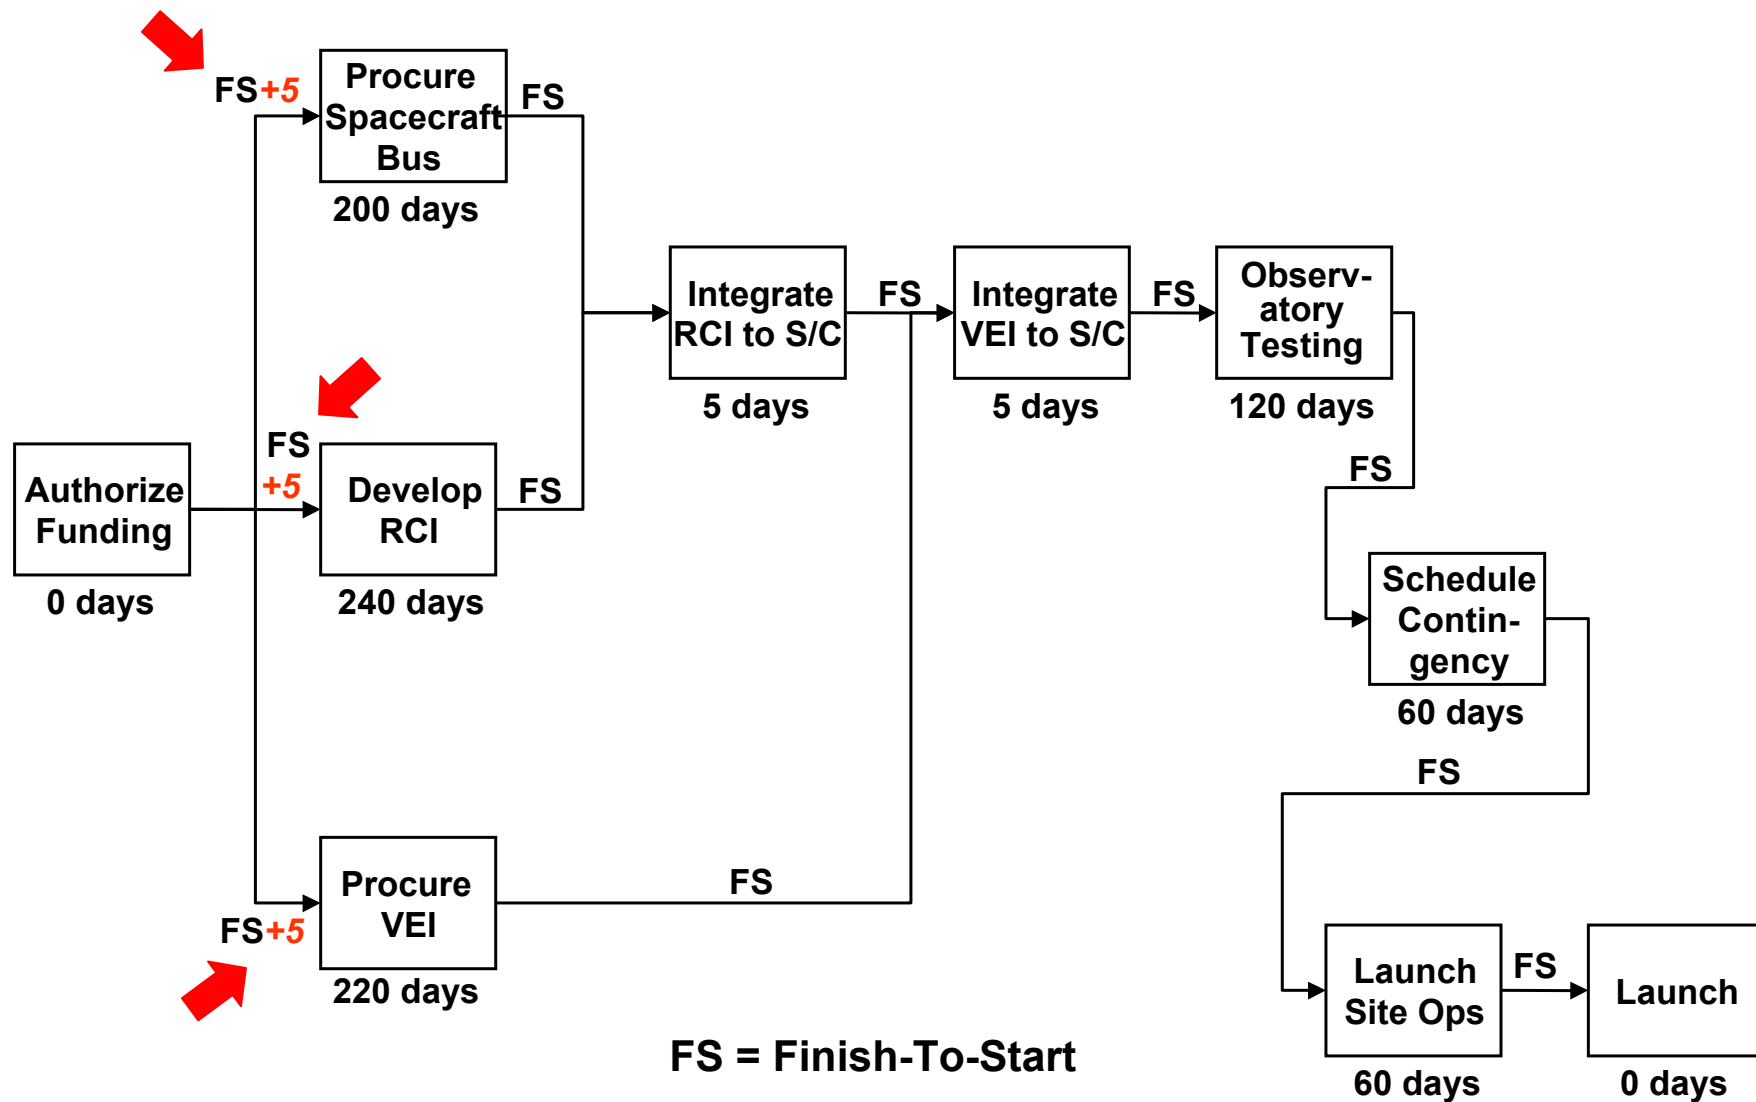 FS+5
Procure
Spacecraft
Bus
200 days
FS
FS
+5
Authorize
Funding
0 days
Develop
RCI
240 days
FS
Integrate
RCI to S/C
5 days
FS
Integrate
VEI to S/C
5 days
FS
Observ-
atory
Testing
120 days
FS
Schedule
Contin-
gency
60 days
FS
FS+5
Procure
VEI
220 days
FS
Launch
Site Ops
60 days
FS
Launch
0 days
FS = Finish-To-Start